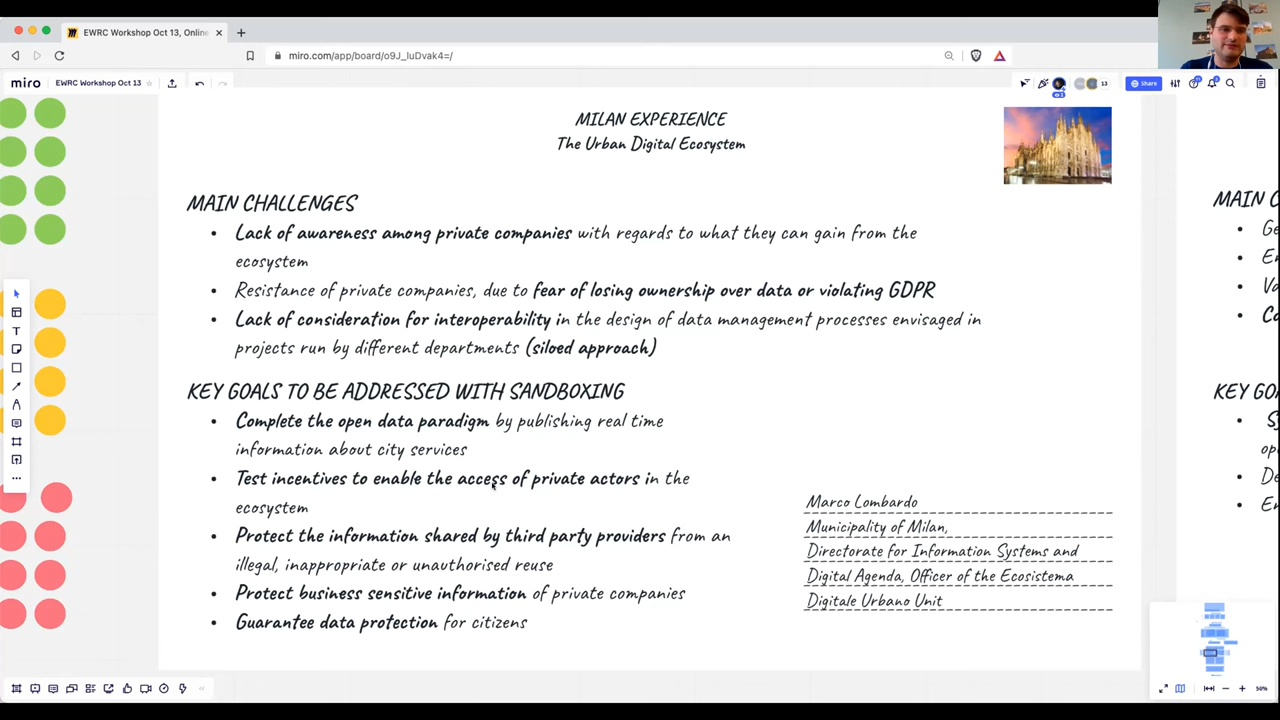 EWRC Workshop Oct 13, Online
miro.com/app/board/o9J_luDvak4=/
miro
EWRC Workshop Oct 13
13
Share
MILAN EXPERIENCE
The Urban Digital Ecosystem
MAIN CHALLENGES
• Lack of awareness among private companies with regards to what they can gain from the
ecosystem
• Resistance of private companies, due to fear of losing ownership over data or violating GDPR
• Lack of consideration for interoperability in the design of data management processes envisaged in
projects run by different departments (siloed approach)
KEY GOALS TO BE ADDRESSED WITH SANDBOXING
• Complete the open data paradigm by publishing real time
information about city services
• Test incentives to enable the access of private actors in the
ecosystem
• Protect the information shared by third party providers from an
illegal, inappropriate or unauthorised reuse
• Protect business sensitive information of private companies
• Guarantee data protection for citizens
Marco Lombardo
Municipality of Milan,
Directorate for Information Systems and
Digital Agenda, Officer of the Ecosistema
Digitale Urbano Unit
MAIN C
KEY GO
50%